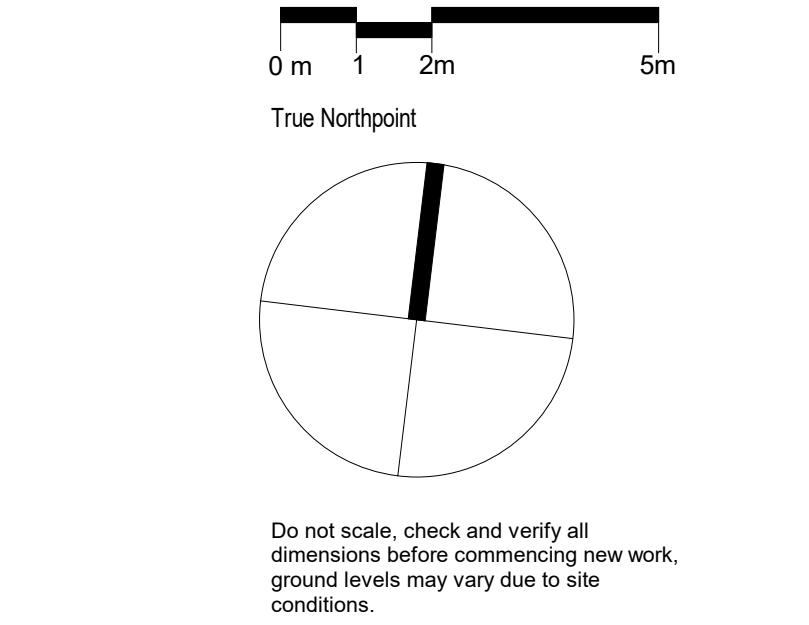 0 m 1 2m 5m
True Northpoint
Do not scale, check and verify all
dimensions before commencing new work,
ground levels may vary due to site
conditions.